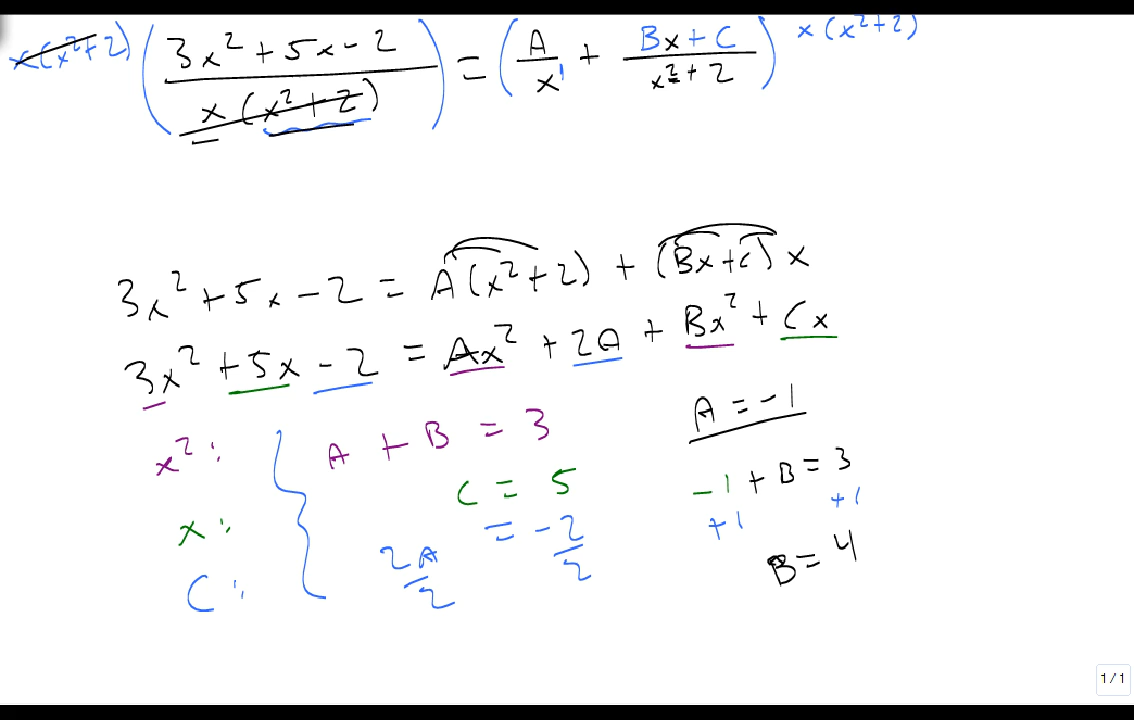 x(x²+2) (3x²+5x-2 / x(x²+2)) = (A/x¹ + Bx+C / x²+2) x(x²+2)
3x²+5x-2 = A(x²+2) + (Bx+C)x
3x²+5x-2 = Ax²+2A+Bx²+Cx
x²: { A+B=3
x: C=5
C: 2A/2 = -2/2
A=-1
-1+B=3
+1 +1
B=4
1/1